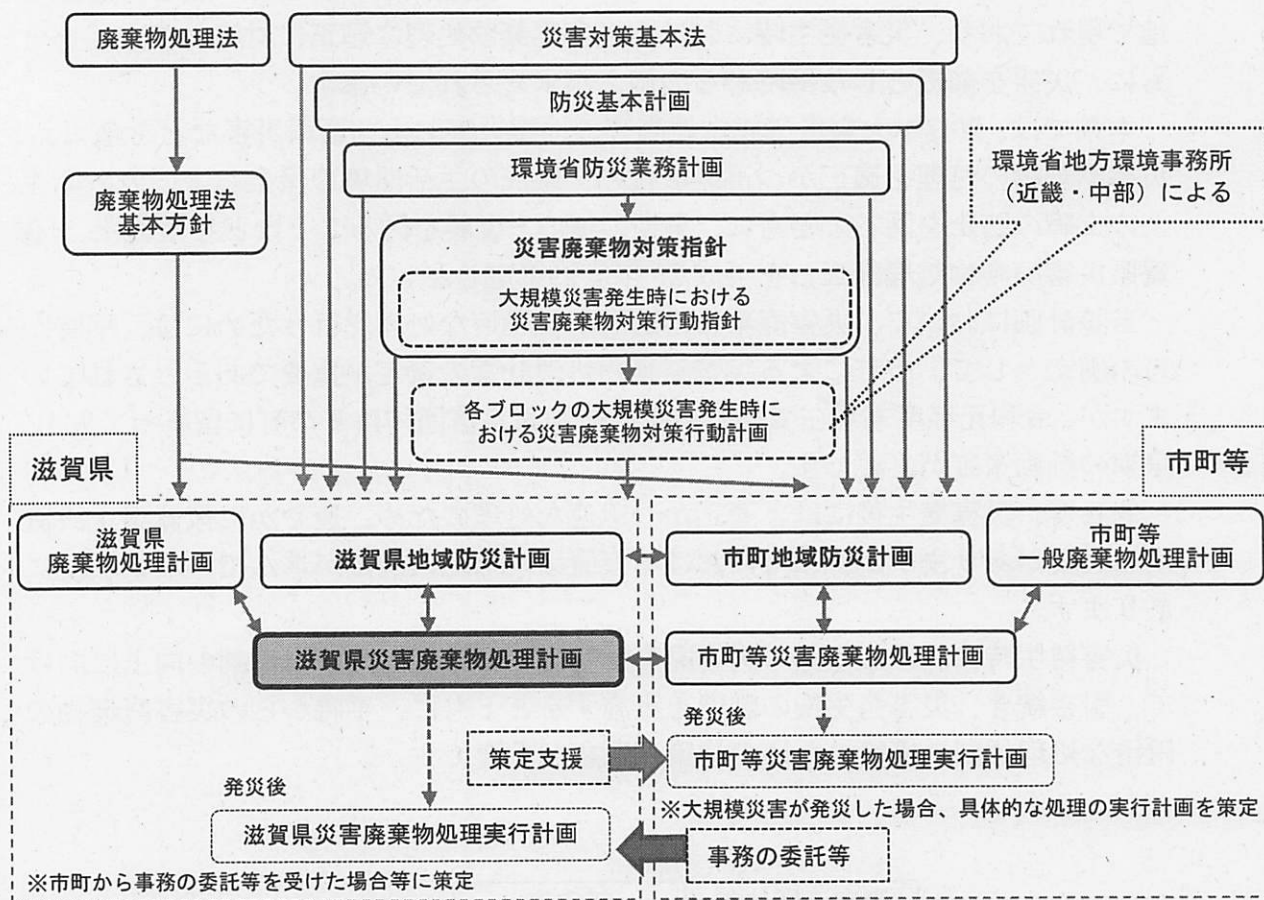 廃棄物処理法
災害対策基本法
防災基本計画
環境省防災業務計画
環境省地方環境事務所
(近畿・中部)による
廃棄物処理法
基本方針
災害廃棄物対策指針
大規模災害発生時における
災害廃棄物対策行動指針
各ブロックの大規模災害発生時に
おける災害廃棄物対策行動計画
滋賀県
市町等
滋賀県
廃棄物処理計画
滋賀県地域防災計画
市町地域防災計画
市町等
一般廃棄物処理計画
滋賀県災害廃棄物処理計画
市町等災害廃棄物処理計画
発災後
策定支援
市町等災害廃棄物処理実行計画
発災後
※大規模災害が発災した場合、具体的な処理の実行計画を策定
滋賀県災害廃棄物処理実行計画
事務の委託等
※市町から事務の委託等を受けた場合等に策定